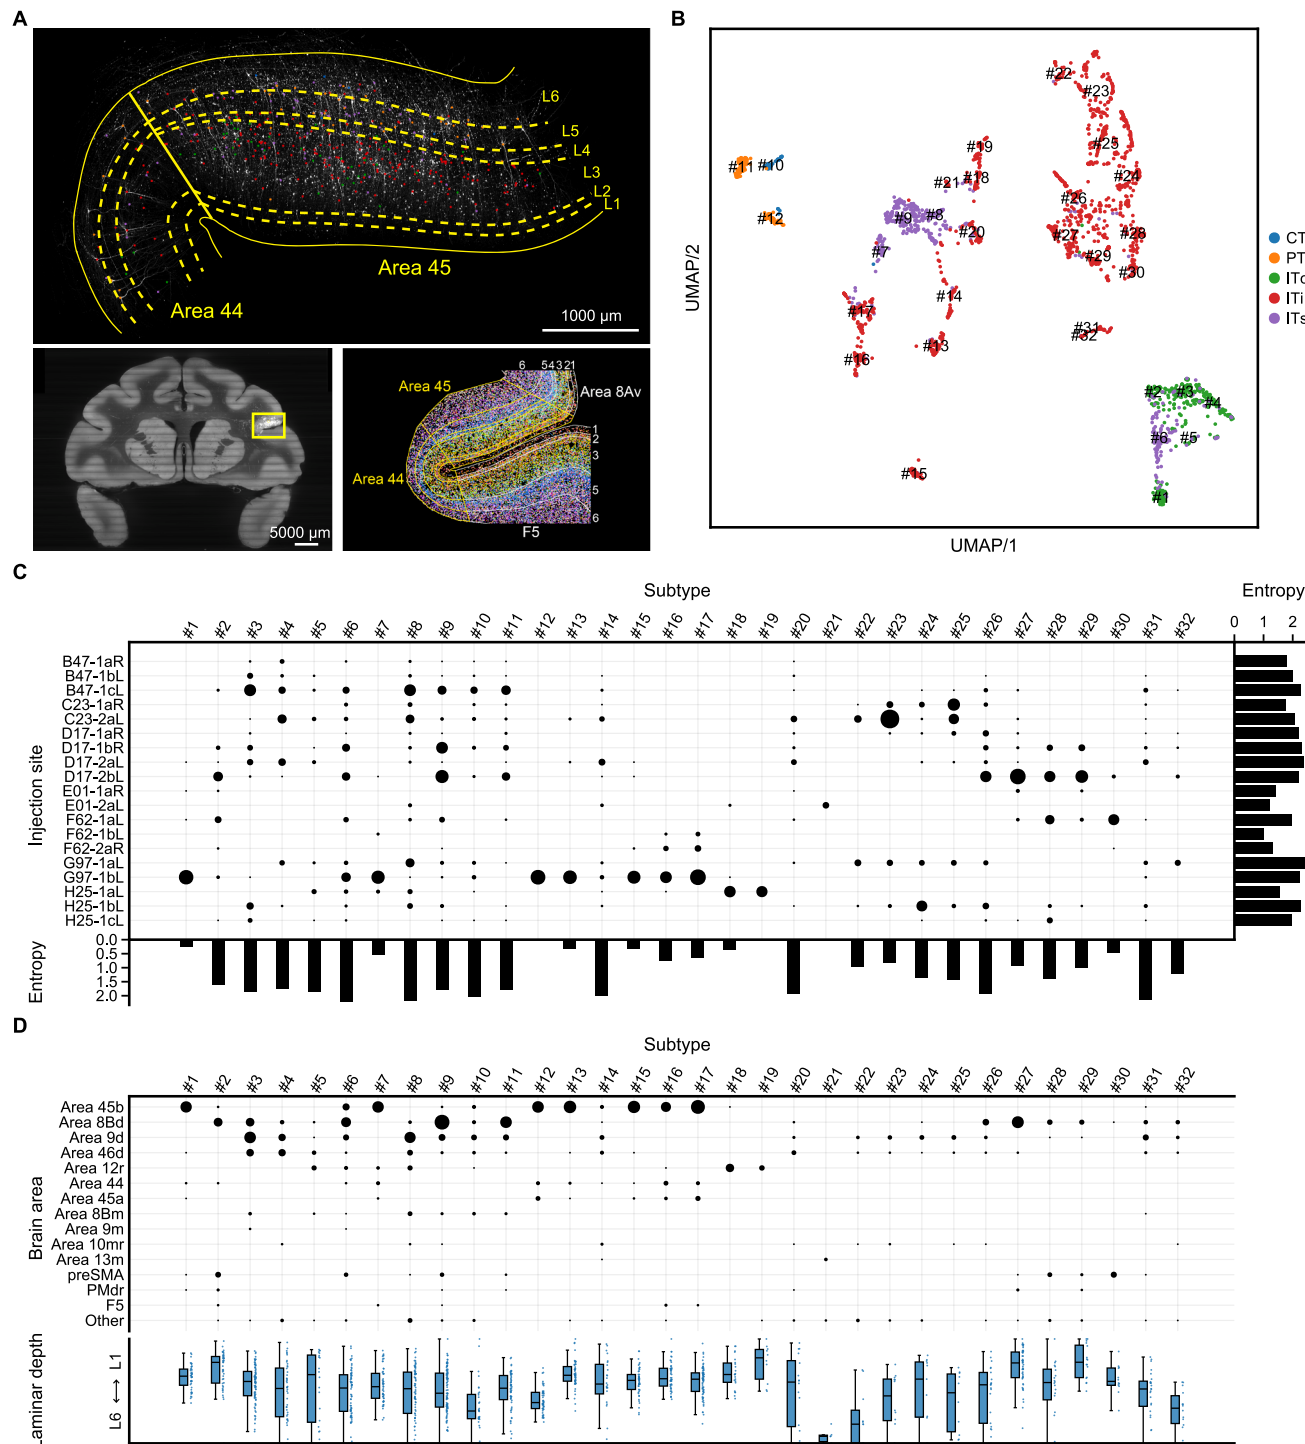 A
L6
L5
L4
L3
L2
L1
Area 45
Area 44
1000 µm
5000 µm
Area 45
6
5
4
3
2
1
Area 8Av
1
2
3
5
6
Area 44
F5
B
#22
#23
#25
#24
#26
#27
#28
#29
#30
#19
#21
#18
#11
#10
#12
#9
#8
#20
#7
#14
#17
#13
#16
#31
#32
#2
#3
#4
#6
#5
#15
#1
UMAP/2
UMAP/1
CT
PT
ITi
C
Subtype
Entropy
#1 #2 #3 #4 #5 #6 #7 #8 #9 #10 #11 #12 #13 #14 #15 #16 #17 #18 #19 #20 #21 #22 #23 #24 #25 #26 #27 #28 #29 #30 #31 #32
0 1 2
Injection site
B47-1aR
B47-1bL
B47-1cL
C23-1aR
C23-2aL
D17-1aR
D17-1bR
D17-2aL
D17-2bL
E01-1aR
E01-2aL
F62-1aL
F62-1bL
F62-2aR
G97-1aL
G97-1bL
H25-1aL
H25-1bL
H25-1cL
Entropy
0.0
0.5
1.0
1.5
2.0
D
Subtype
#1 #2 #3 #4 #5 #6 #7 #8 #9 #10 #11 #12 #13 #14 #15 #16 #17 #18 #19 #20 #21 #22 #23 #24 #25 #26 #27 #28 #29 #30 #31 #32
Brain area
Area 45b
Area 8Bd
Area 9d
Area 46d
Area 12r
Area 44
Area 45a
Area 8Bm
Area 9m
Area 10mr
Area 13m
preSMA
PMdr
F5
Other
Laminar depth
L6 ⟷ L1